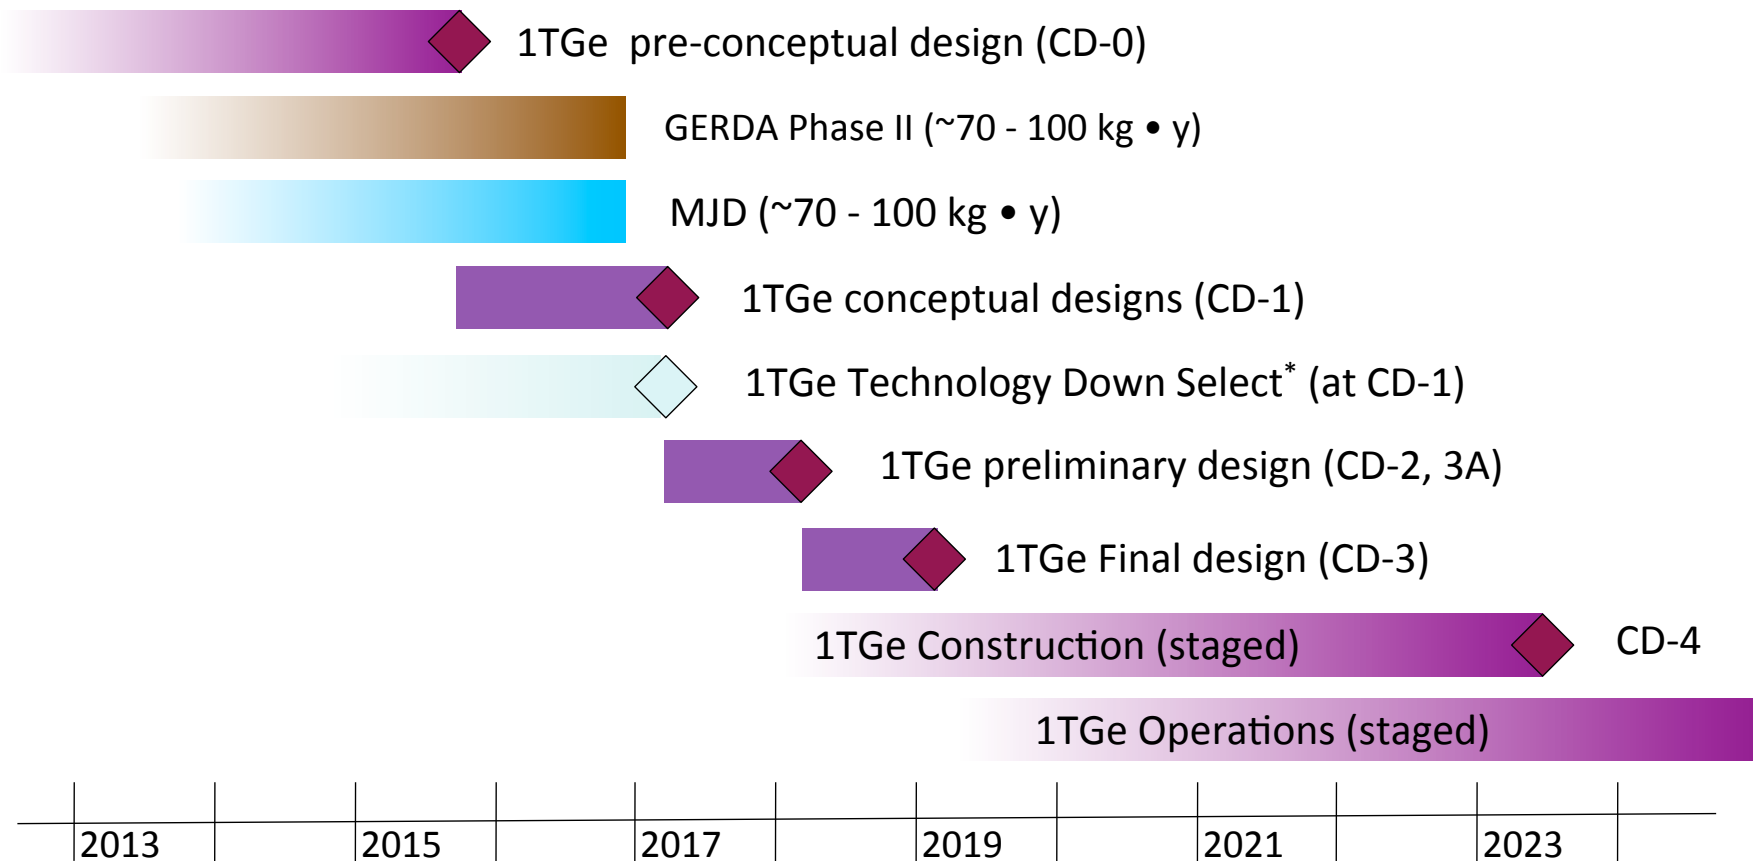 1TGe pre-conceptual design (CD-0)
GERDA Phase II (~70 - 100 kg • y)
MJD (~70 - 100 kg • y)
1TGe conceptual designs (CD-1)
1TGe Technology Down Select* (at CD-1)
1TGe preliminary design (CD-2, 3A)
1TGe Final design (CD-3)
1TGe Construction (staged) CD-4
1TGe Operations (staged)
2013 2015 2017 2019 2021 2023